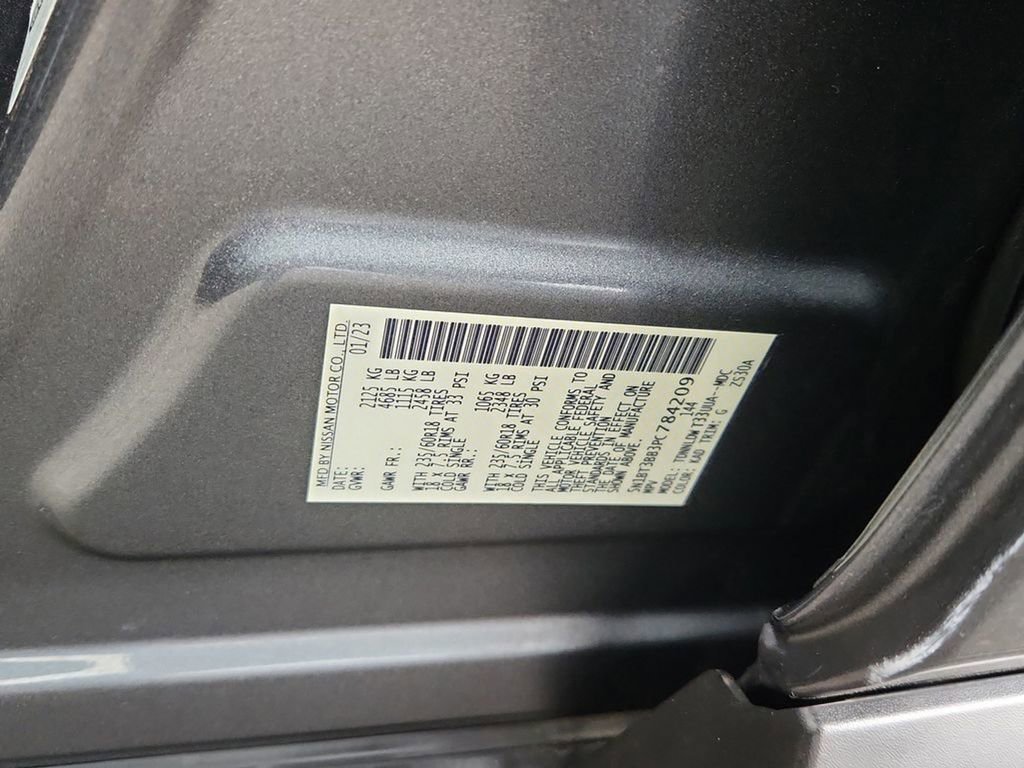 MFD BY NISSAN MOTOR CO., LTD.
DATE: 01/23
GVWR: 2125 KG
4685 LB
GAWR FR.: 1115 KG
2458 LB
WITH 235/60R18 TIRES
18 X 7.5 RIMS AT 33 PSI
COLD SINGLE
GAWR RR.: 1065 KG
2348 LB
WITH 235/60R18 TIRES
18 X 7.5 RIMS AT 30 PSI
COLD SINGLE
THIS VEHICLE CONFORMS TO
ALL APPLICABLE FEDERAL
MOTOR VEHICLE SAFETY AND
THEFT PREVENTION
STANDARDS IN EFFECT ON
THE DATE OF MANUFACTURE
SHOWN ABOVE.
5N1BT3BB3PC784209
MPV 144
MODEL: DW T33UUA--MDC
COLOR: KAD TRIM: G ZS30A